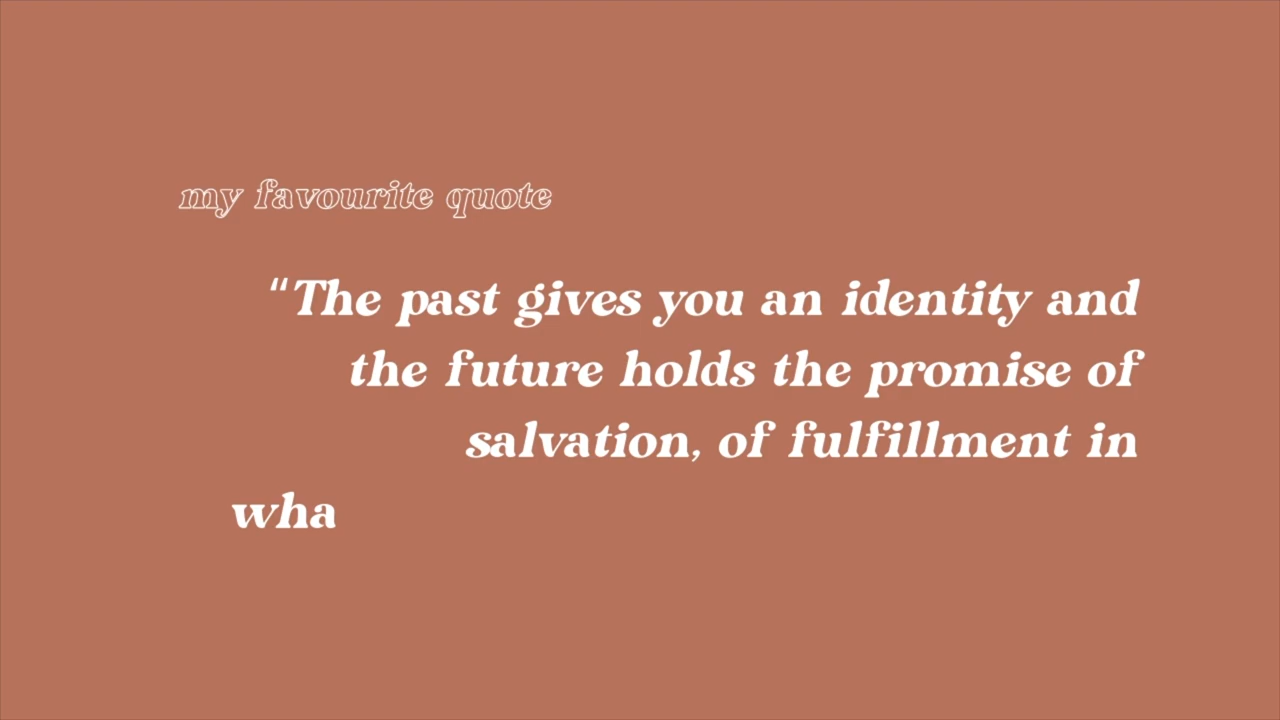 my favourite quote
"The past gives you an identity and
the future holds the promise of
salvation, of fulfillment in
wha